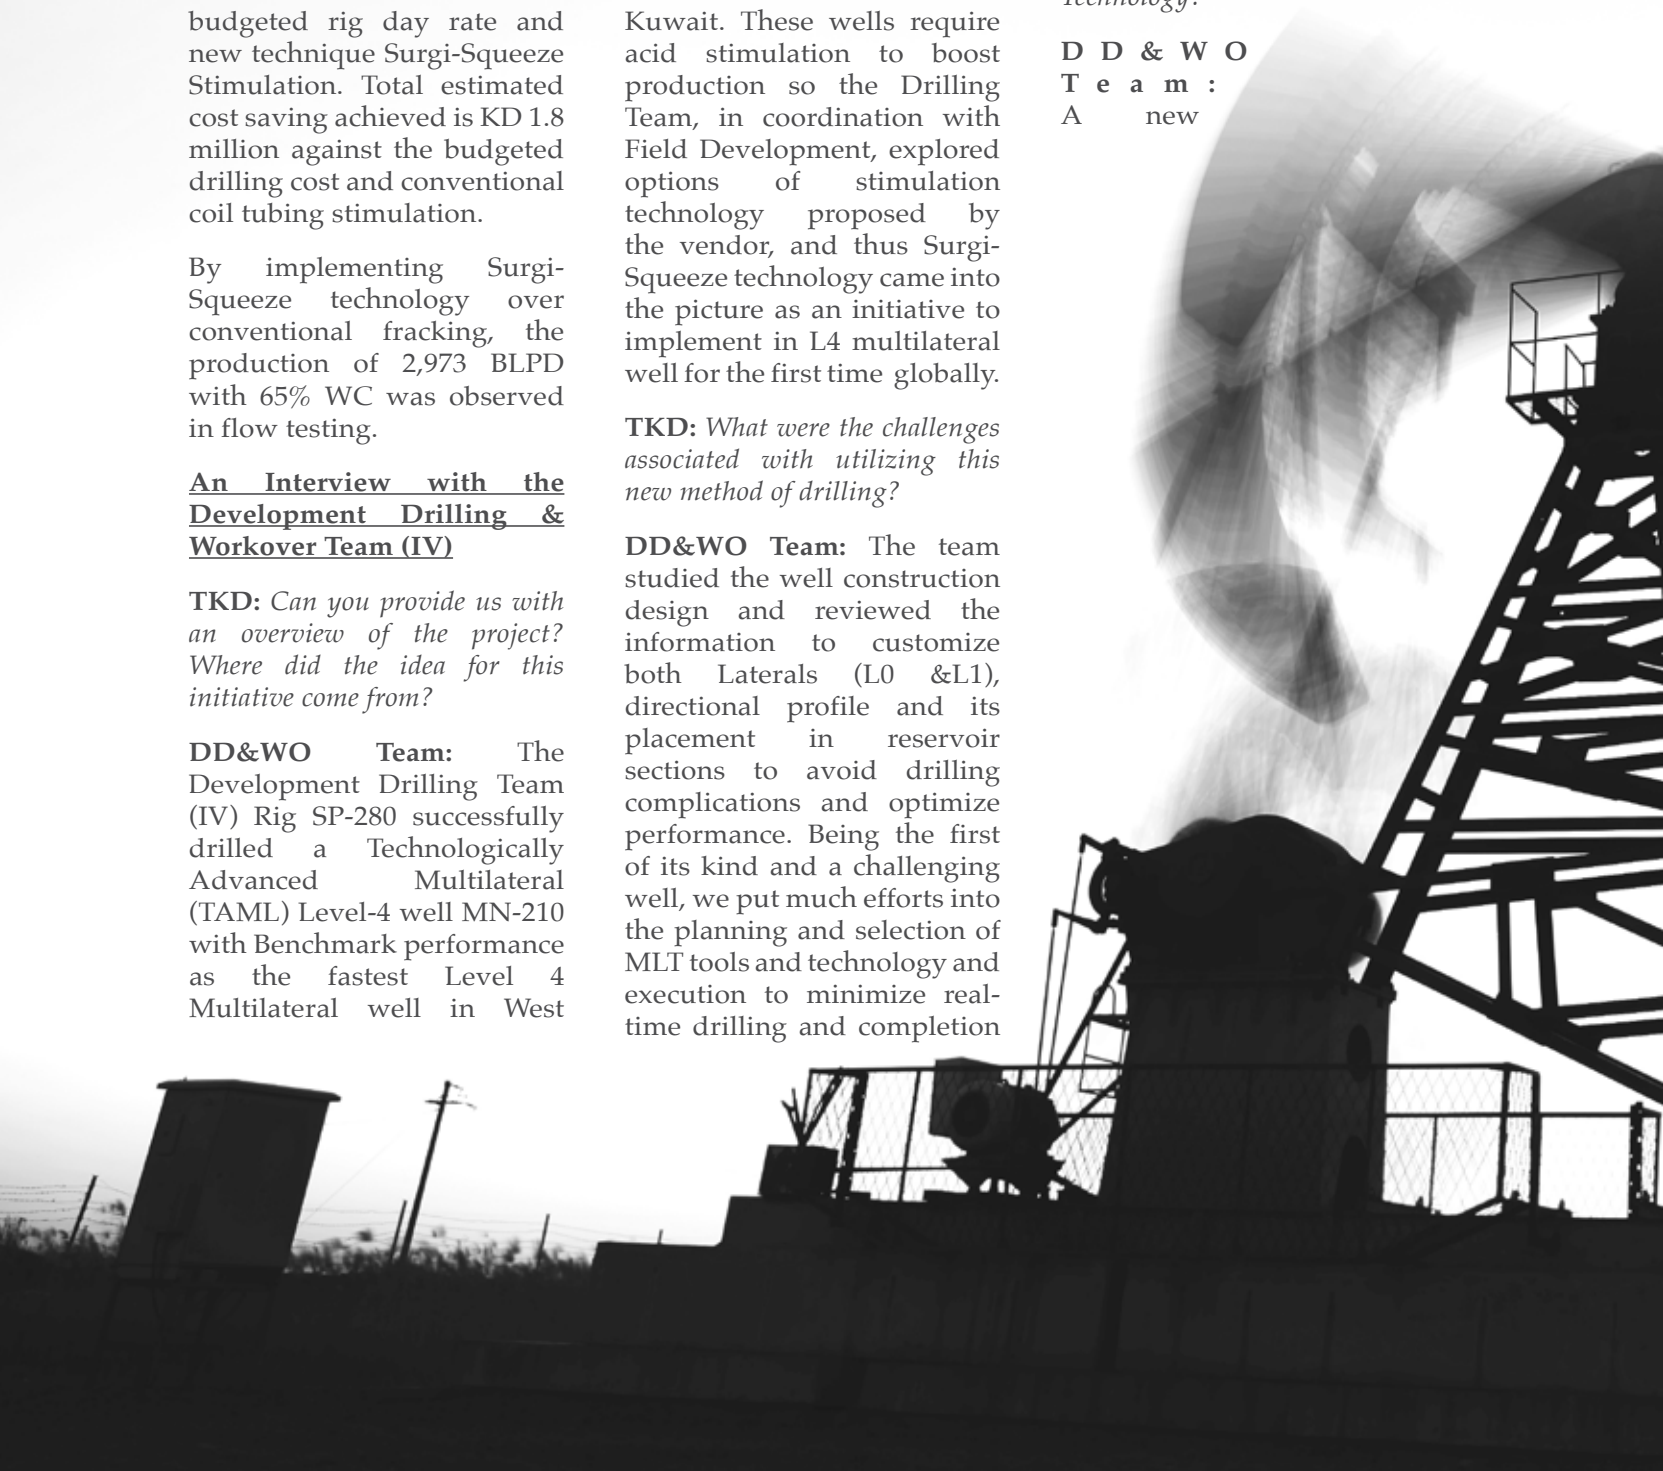 budgeted rig day rate and
new technique Surgi-Squeeze
Stimulation. Total estimated
cost saving achieved is KD 1.8
million against the budgeted
drilling cost and conventional
coil tubing stimulation.
By implementing Surgi-
Squeeze technology over
conventional fracking, the
production of 2,973 BLPD
with 65% WC was observed
in flow testing.
An Interview with the
Development Drilling &
Workover Team (IV)
TKD: Can you provide us with
an overview of the project?
Where did the idea for this
initiative come from?
DD&WO Team: The
Development Drilling Team
(IV) Rig SP-280 successfully
drilled a Technologically
Advanced Multilateral
(TAML) Level-4 well MN-210
with Benchmark performance
as the fastest Level 4
Multilateral well in West
Kuwait. These wells require
acid stimulation to boost
production so the Drilling
Team, in coordination with
Field Development, explored
options of stimulation
technology proposed by
the vendor, and thus Surgi-
Squeeze technology came into
the picture as an initiative to
implement in L4 multilateral
well for the first time globally.
TKD: What were the challenges
associated with utilizing this
new method of drilling?
DD&WO Team: The team
studied the well construction
design and reviewed the
information to customize
both Laterals (L0 &L1),
directional profile and its
placement in reservoir
sections to avoid drilling
complications and optimize
performance. Being the first
of its kind and a challenging
well, we put much efforts into
the planning and selection of
MLT tools and technology and
execution to minimize real-
time drilling and completion
Technology?
DD&WO
Team:
A new